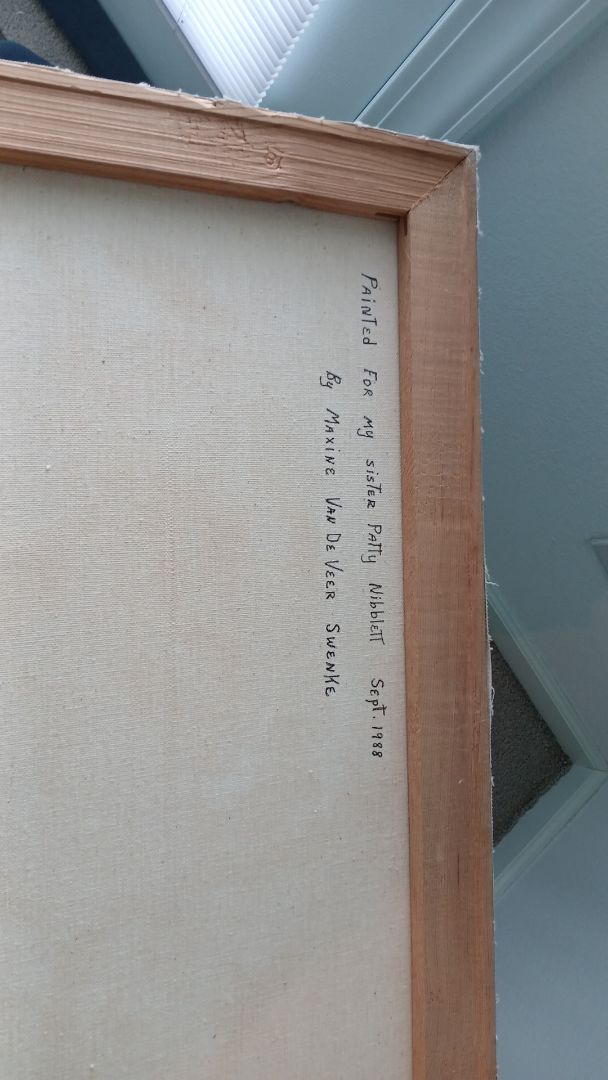 PAINTED FOR MY SISTER PATTY NIBBLETT SEPT. 1988
By MAXINE VAN DE VEER SWENKE